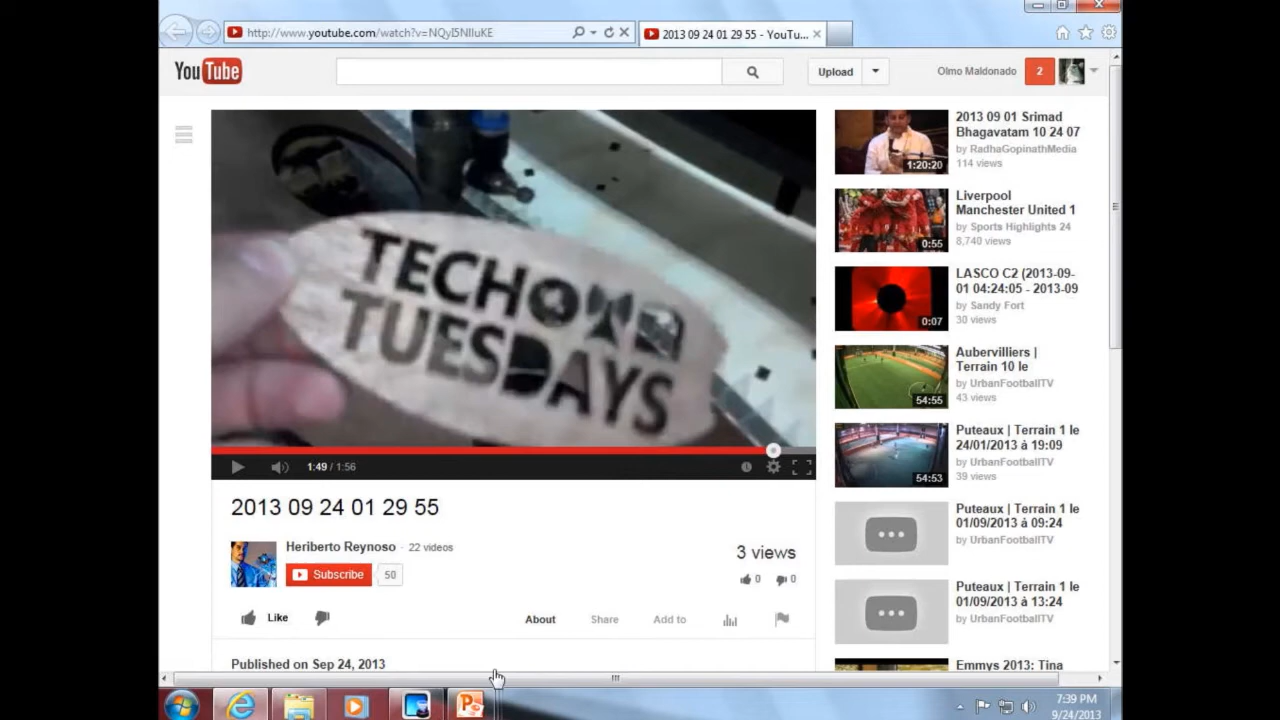 http://www.youtube.com/watch?v=NQyI5NIIuKE
2013 09 24 01 29 55 - YouTu...
YouTube
Upload
Olmo Maldonado
2
TECHO
TUESDAYS
1:49 / 1:56
2013 09 24 01 29 55
Heriberto Reynoso · 22 videos
Subscribe 50
3 views
0 0
Like
About Share Add to
Published on Sep 24, 2013
2013 09 01 Srimad
Bhagavatam 10 24 07
by RadhaGopinathMedia
114 views
1:20:20
Liverpool
Manchester United 1
by Sports Highlights 24
8,740 views
0:55
LASCO C2 (2013-09-
01 04:24:05 - 2013-09
by Sandy Fort
30 views
0:07
Aubervilliers |
Terrain 10 le
by UrbanFootballTV
43 views
54:55
Puteaux | Terrain 1 le
24/01/2013 à 19:09
by UrbanFootballTV
39 views
54:53
Puteaux | Terrain 1 le
01/09/2013 à 09:24
by UrbanFootballTV
Puteaux | Terrain 1 le
01/09/2013 à 13:24
by UrbanFootballTV
Emmys 2013: Tina
7:39 PM
9/24/2013